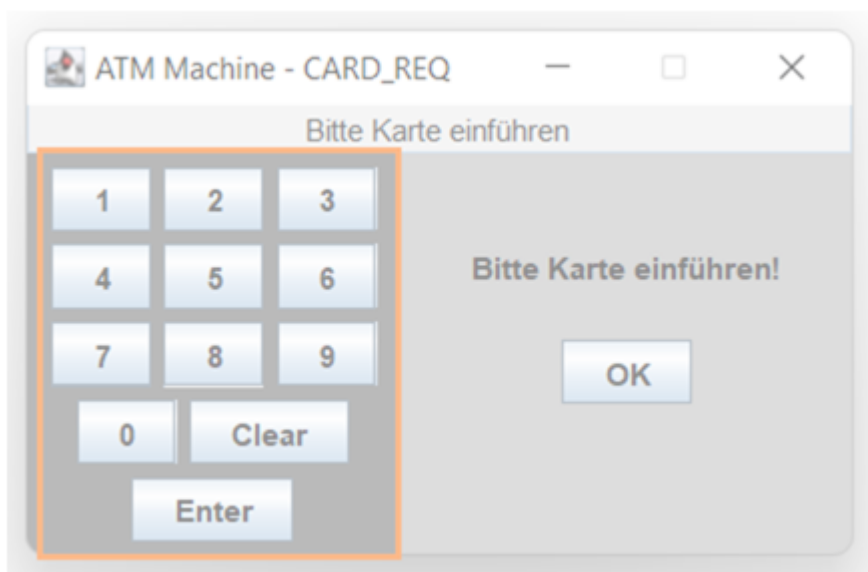 ATM Machine - CARD_REQ
Bitte Karte einführen
1 2 3
4 5 6
7 8 9
0 Clear
Enter
Bitte Karte einführen!
OK